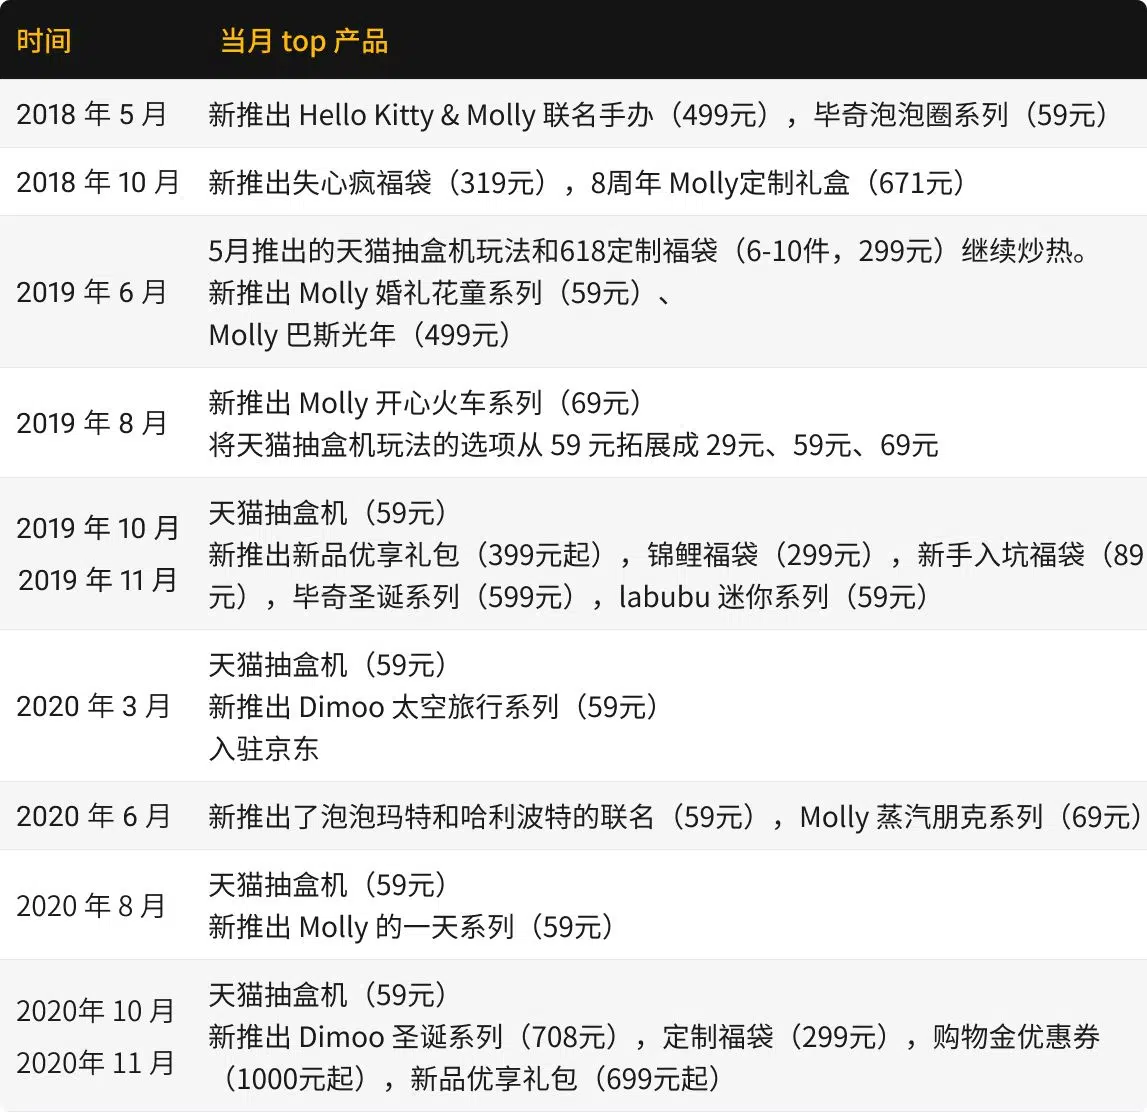 时间 当月 top 产品
2018 年 5 月 新推出 Hello Kitty & Molly 联名手办（499元），毕奇泡泡圈系列（59元）
2018 年 10 月 新推出失心疯福袋（319元），8周年 Molly定制礼盒（671元）
2019 年 6 月
5月推出的天猫抽盒机玩法和618定制福袋（6-10件，299元）继续炒热。
新推出 Molly 婚礼花童系列（59元）、
Molly 巴斯光年（499元）
2019 年 8 月
新推出 Molly 开心火车系列（69元）
将天猫抽盒机玩法的选项从 59 元拓展成 29元、59元、69元
2019 年 10 月
2019 年 11 月
天猫抽盒机（59元）
新推出新品优享礼包（399元起），锦鲤福袋（299元），新手入坑福袋（89
元），毕奇圣诞系列（599元），labubu 迷你系列（59元）
2020 年 3 月
天猫抽盒机（59元）
新推出 Dimoo 太空旅行系列（59元）
入驻京东
2020 年 6 月 新推出了泡泡玛特和哈利波特的联名（59元），Molly 蒸汽朋克系列（69元）
2020 年 8 月
天猫抽盒机（59元）
新推出 Molly 的一天系列（59元）
2020年 10 月
2020年 11 月
天猫抽盒机（59元）
新推出 Dimoo 圣诞系列（708元），定制福袋（299元），购物金优惠券
（1000元起），新品优享礼包（699元起）